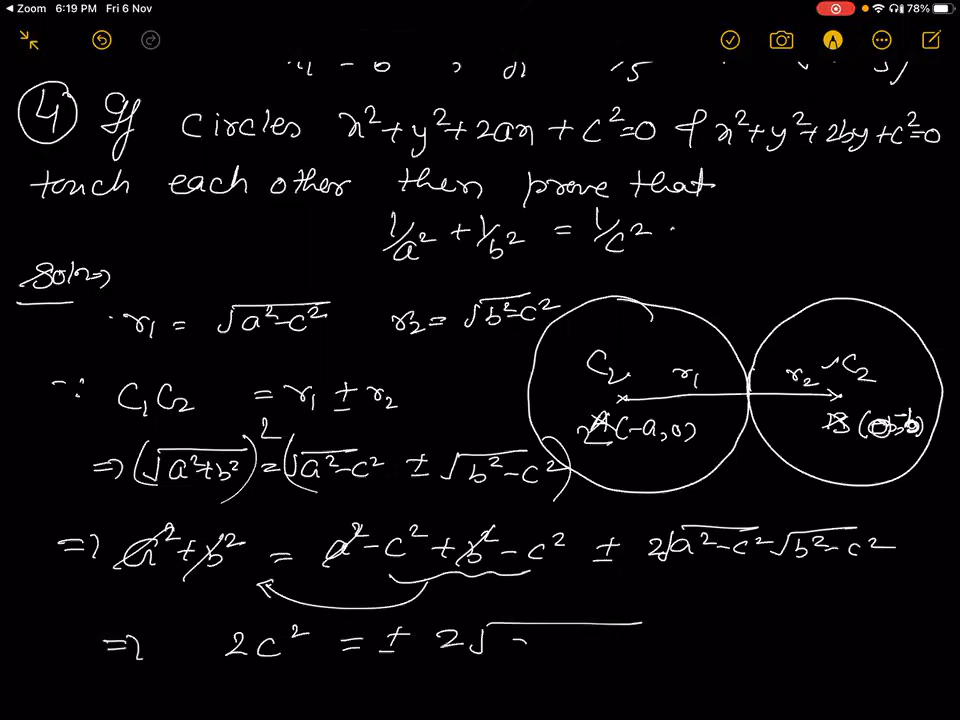 Zoom 6:19 PM Fri 6 Nov 78%
4 If circles x²+y²+2ax+c²=0 & x²+y²+2by+c²=0
touch each other then prove that
1/a² + 1/b² = 1/c².
Soln⇒
r₁ = √a²-c² r₂ = √b²-c²
∵ C₁C₂ = r₁ ± r₂
C₂ r₁ r₂ C₂
(-a,0)
⇒ (√a²+b²)² = (√a²-c² ± √b²-c²)
⇒ a²+b² = a²-c²+b²-c² ± 2√a²-c² √b²-c²
⇒ 2c² = ± 2√